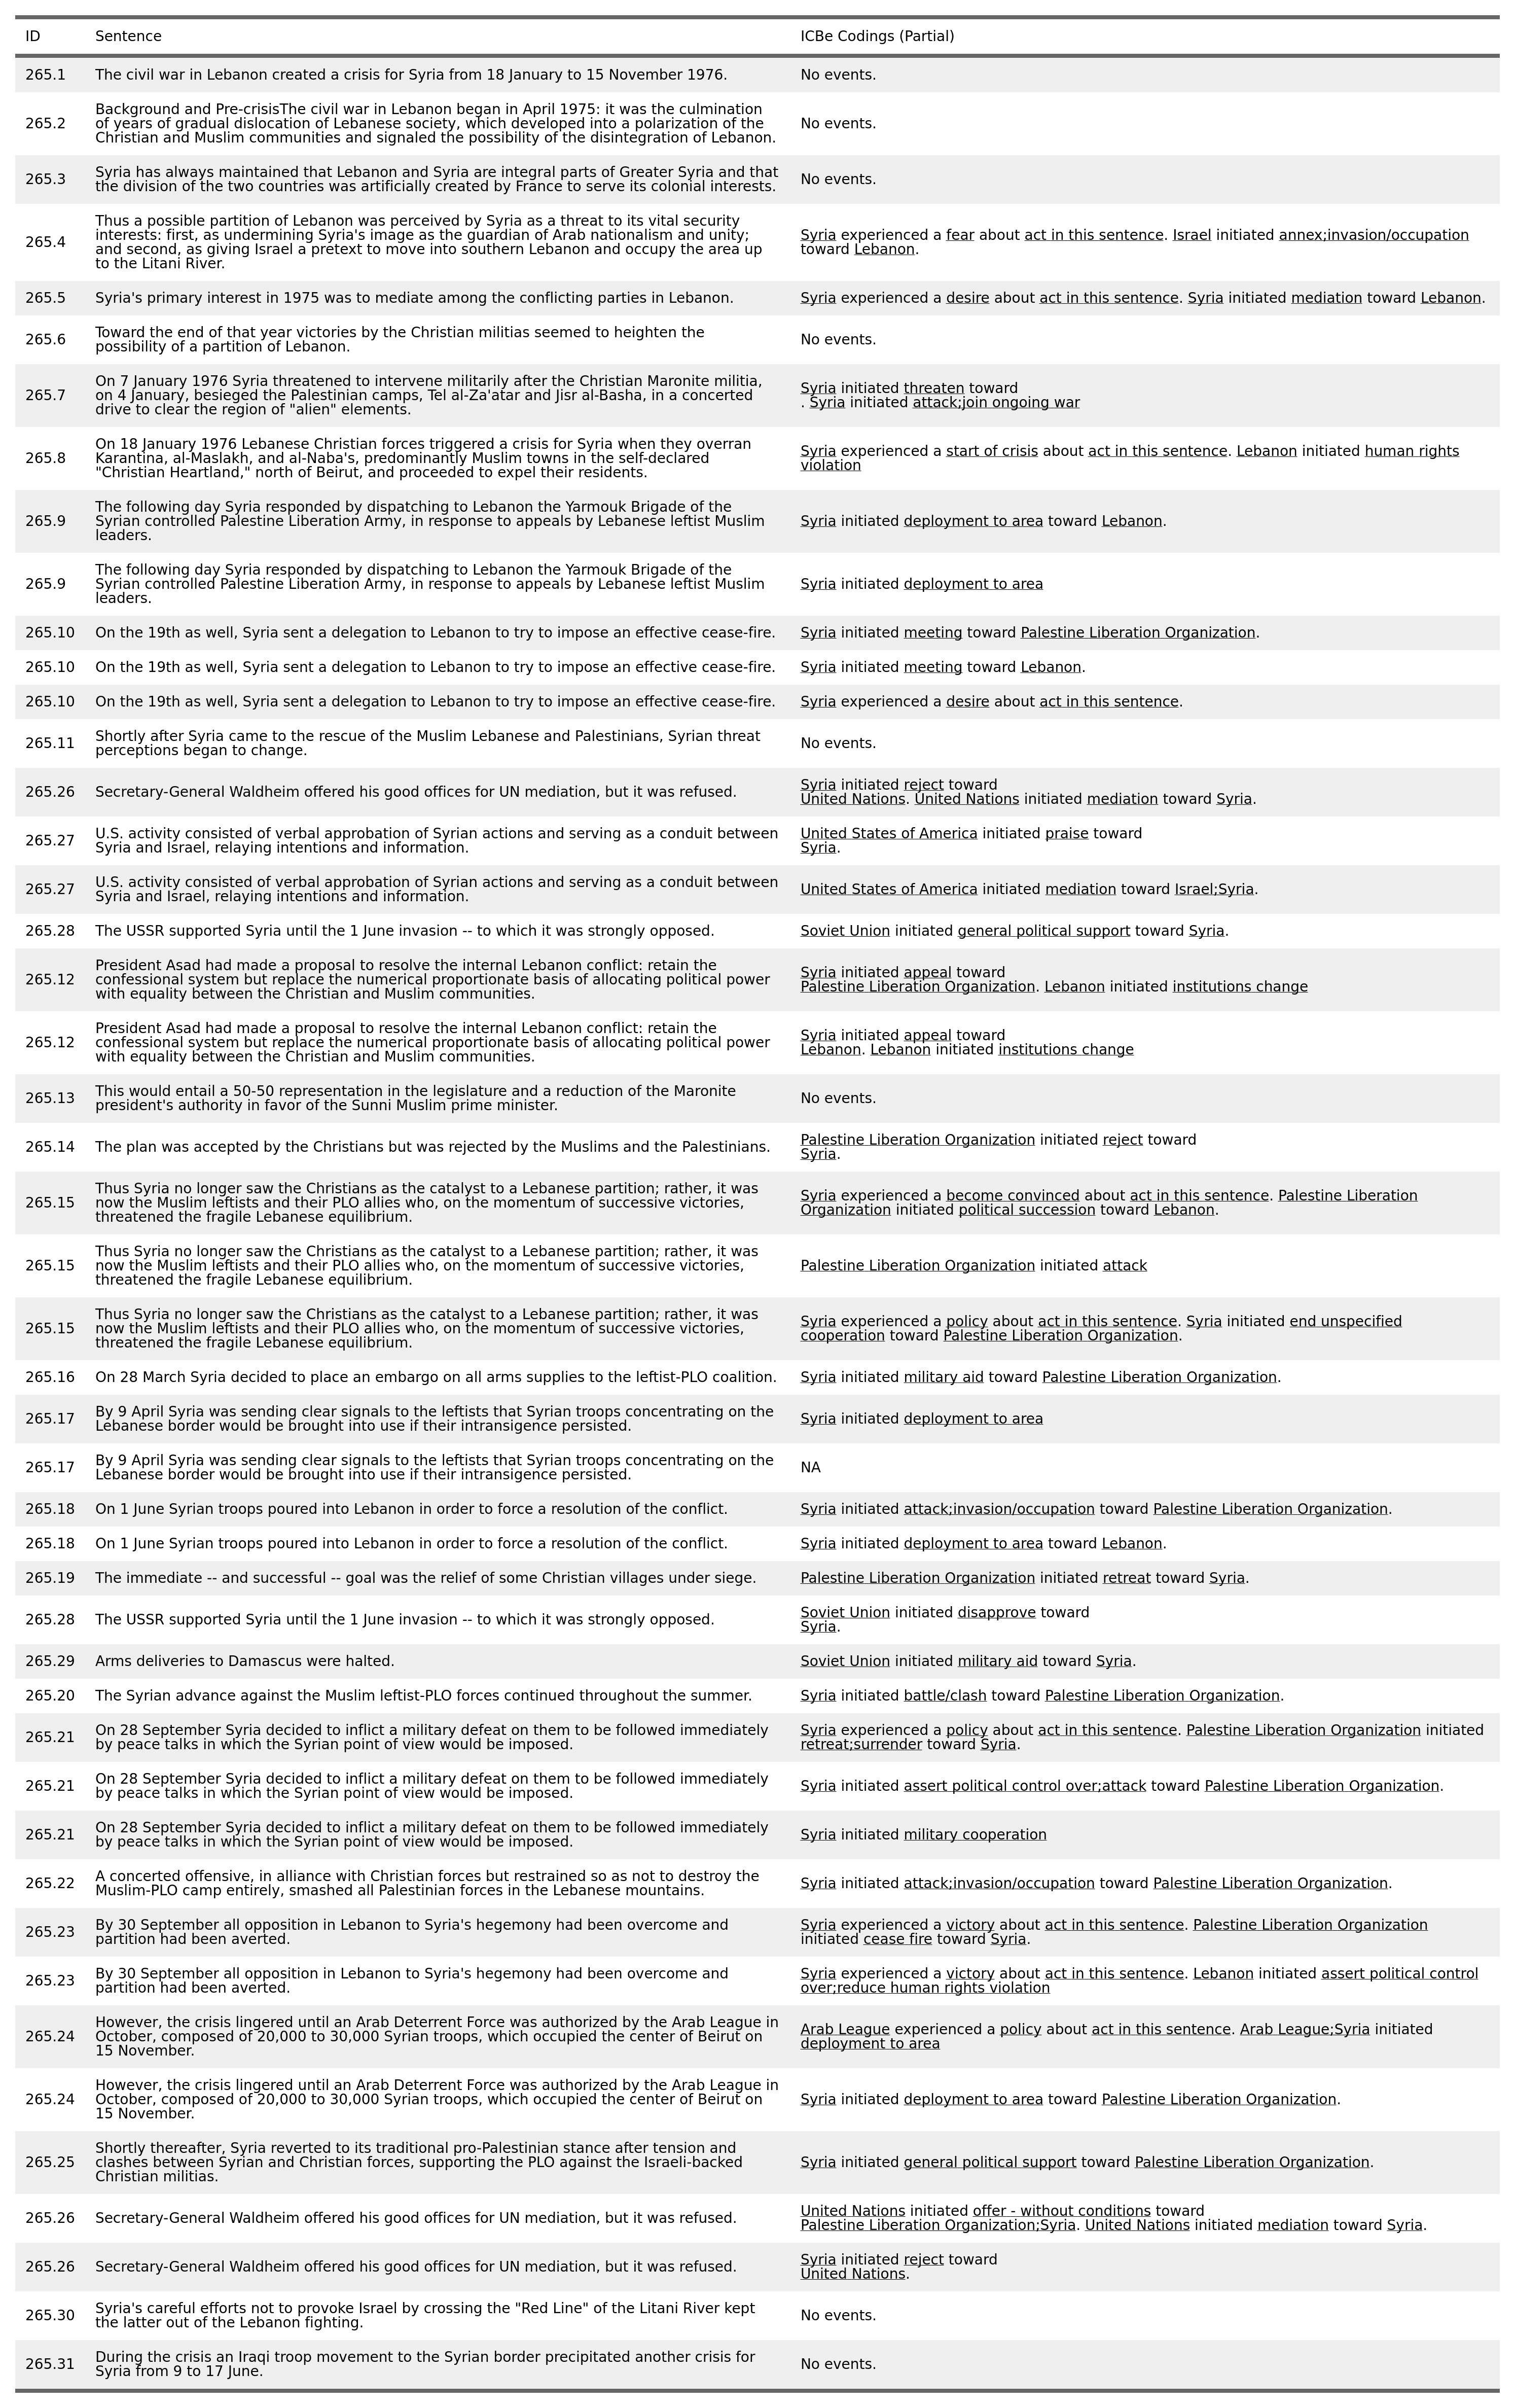 ID Sentence ICBe Codings (Partial)
265.1 The civil war in Lebanon created a crisis for Syria from 18 January to 15 November 1976. No events.
Background and Pre-crisisThe civil war in Lebanon began in April 1975: it was the culmination
265.2 of years of gradual dislocation of Lebanese society, which developed into a polarization of the No events.
Christian and Muslim communities and signaled the possibility of the disintegration of Lebanon.
265.3 Syria has always maintained that Lebanon and Syria are integral parts of Greater Syria and that No events.
the division of the two countries was artificially created by France to serve its colonial interests.
Thus a possible partition of Lebanon was perceived by Syria as a threat to its vital security
265.4 interests: first, as undermining Syria's image as the guardian of Arab nationalism and unity; Syria experienced a fear about act in this sentence. Israel initiated annex;invasion/occupation
and second, as giving Israel a pretext to move into southern Lebanon and occupy the area up toward Lebanon.
to the Litani River.
265.5 Syria's primary interest in 1975 was to mediate among the conflicting parties in Lebanon. Syria experienced a desire about act in this sentence. Syria initiated mediation toward Lebanon.
265.6 Toward the end of that year victories by the Christian militias seemed to heighten the No events.
possibility of a partition of Lebanon.
On 7 January 1976 Syria threatened to intervene militarily after the Christian Maronite militia, Syria initiated threaten toward
265.7 on 4 January, besieged the Palestinian camps, Tel al-Za'atar and Jisr al-Basha, in a concerted . Syria initiated attack;join ongoing war
drive to clear the region of "alien" elements.
On 18 January 1976 Lebanese Christian forces triggered a crisis for Syria when they overran Syria experienced a start of crisis about act in this sentence. Lebanon initiated human rights
265.8 Karantina, al-Maslakh, and al-Naba's, predominantly Muslim towns in the self-declared violation
"Christian Heartland," north of Beirut, and proceeded to expel their residents.
The following day Syria responded by dispatching to Lebanon the Yarmouk Brigade of the
265.9 Syrian controlled Palestine Liberation Army, in response to appeals by Lebanese leftist Muslim Syria initiated deployment to area toward Lebanon.
leaders.
The following day Syria responded by dispatching to Lebanon the Yarmouk Brigade of the
265.9 Syrian controlled Palestine Liberation Army, in response to appeals by Lebanese leftist Muslim Syria initiated deployment to area
leaders.
265.10 On the 19th as well, Syria sent a delegation to Lebanon to try to impose an effective cease-fire. Syria initiated meeting toward Palestine Liberation Organization.
265.10 On the 19th as well, Syria sent a delegation to Lebanon to try to impose an effective cease-fire. Syria initiated meeting toward Lebanon.
265.10 On the 19th as well, Syria sent a delegation to Lebanon to try to impose an effective cease-fire. Syria experienced a desire about act in this sentence.
265.11 Shortly after Syria came to the rescue of the Muslim Lebanese and Palestinians, Syrian threat No events.
perceptions began to change.
265.26 Secretary-General Waldheim offered his good offices for UN mediation, but it was refused. Syria initiated reject toward
United Nations. United Nations initiated mediation toward Syria.
265.27 U.S. activity consisted of verbal approbation of Syrian actions and serving as a conduit between United States of America initiated praise toward
Syria and Israel, relaying intentions and information. Syria.
265.27 U.S. activity consisted of verbal approbation of Syrian actions and serving as a conduit between United States of America initiated mediation toward Israel;Syria.
Syria and Israel, relaying intentions and information.
265.28 The USSR supported Syria until the 1 June invasion -- to which it was strongly opposed. Soviet Union initiated general political support toward Syria.
President Asad had made a proposal to resolve the internal Lebanon conflict: retain the Syria initiated appeal toward
265.12 confessional system but replace the numerical proportionate basis of allocating political power Palestine Liberation Organization. Lebanon initiated institutions change
with equality between the Christian and Muslim communities.
President Asad had made a proposal to resolve the internal Lebanon conflict: retain the Syria initiated appeal toward
265.12 confessional system but replace the numerical proportionate basis of allocating political power Lebanon. Lebanon initiated institutions change
with equality between the Christian and Muslim communities.
265.13 This would entail a 50-50 representation in the legislature and a reduction of the Maronite No events.
president's authority in favor of the Sunni Muslim prime minister.
265.14 The plan was accepted by the Christians but was rejected by the Muslims and the Palestinians. Palestine Liberation Organization initiated reject toward
Syria.
Thus Syria no longer saw the Christians as the catalyst to a Lebanese partition; rather, it was Syria experienced a become convinced about act in this sentence. Palestine Liberation
265.15 now the Muslim leftists and their PLO allies who, on the momentum of successive victories, Organization initiated political succession toward Lebanon.
threatened the fragile Lebanese equilibrium.
Thus Syria no longer saw the Christians as the catalyst to a Lebanese partition; rather, it was
265.15 now the Muslim leftists and their PLO allies who, on the momentum of successive victories, Palestine Liberation Organization initiated attack
threatened the fragile Lebanese equilibrium.
Thus Syria no longer saw the Christians as the catalyst to a Lebanese partition; rather, it was Syria experienced a policy about act in this sentence. Syria initiated end unspecified
265.15 now the Muslim leftists and their PLO allies who, on the momentum of successive victories, cooperation toward Palestine Liberation Organization.
threatened the fragile Lebanese equilibrium.
265.16 On 28 March Syria decided to place an embargo on all arms supplies to the leftist-PLO coalition. Syria initiated military aid toward Palestine Liberation Organization.
265.17 By 9 April Syria was sending clear signals to the leftists that Syrian troops concentrating on the Syria initiated deployment to area
Lebanese border would be brought into use if their intransigence persisted.
265.17 By 9 April Syria was sending clear signals to the leftists that Syrian troops concentrating on the NA
Lebanese border would be brought into use if their intransigence persisted.
265.18 On 1 June Syrian troops poured into Lebanon in order to force a resolution of the conflict. Syria initiated attack;invasion/occupation toward Palestine Liberation Organization.
265.18 On 1 June Syrian troops poured into Lebanon in order to force a resolution of the conflict. Syria initiated deployment to area toward Lebanon.
265.19 The immediate -- and successful -- goal was the relief of some Christian villages under siege. Palestine Liberation Organization initiated retreat toward Syria.
265.28 The USSR supported Syria until the 1 June invasion -- to which it was strongly opposed. Soviet Union initiated disapprove toward
Syria.
265.29 Arms deliveries to Damascus were halted. Soviet Union initiated military aid toward Syria.
265.20 The Syrian advance against the Muslim leftist-PLO forces continued throughout the summer. Syria initiated battle/clash toward Palestine Liberation Organization.
265.21 On 28 September Syria decided to inflict a military defeat on them to be followed immediately Syria experienced a policy about act in this sentence. Palestine Liberation Organization initiated
by peace talks in which the Syrian point of view would be imposed. retreat;surrender toward Syria.
265.21 On 28 September Syria decided to inflict a military defeat on them to be followed immediately Syria initiated assert political control over;attack toward Palestine Liberation Organization.
by peace talks in which the Syrian point of view would be imposed.
265.21 On 28 September Syria decided to inflict a military defeat on them to be followed immediately Syria initiated military cooperation
by peace talks in which the Syrian point of view would be imposed.
265.22 A concerted offensive, in alliance with Christian forces but restrained so as not to destroy the Syria initiated attack;invasion/occupation toward Palestine Liberation Organization.
Muslim-PLO camp entirely, smashed all Palestinian forces in the Lebanese mountains.
265.23 By 30 September all opposition in Lebanon to Syria's hegemony had been overcome and Syria experienced a victory about act in this sentence. Palestine Liberation Organization
partition had been averted. initiated cease fire toward Syria.
265.23 By 30 September all opposition in Lebanon to Syria's hegemony had been overcome and Syria experienced a victory about act in this sentence. Lebanon initiated assert political control
partition had been averted. over;reduce human rights violation
However, the crisis lingered until an Arab Deterrent Force was authorized by the Arab League in Arab League experienced a policy about act in this sentence. Arab League;Syria initiated
265.24 October, composed of 20,000 to 30,000 Syrian troops, which occupied the center of Beirut on deployment to area
15 November.
However, the crisis lingered until an Arab Deterrent Force was authorized by the Arab League in
265.24 October, composed of 20,000 to 30,000 Syrian troops, which occupied the center of Beirut on Syria initiated deployment to area toward Palestine Liberation Organization.
15 November.
Shortly thereafter, Syria reverted to its traditional pro-Palestinian stance after tension and
265.25 clashes between Syrian and Christian forces, supporting the PLO against the Israeli-backed Syria initiated general political support toward Palestine Liberation Organization.
Christian militias.
265.26 Secretary-General Waldheim offered his good offices for UN mediation, but it was refused. United Nations initiated offer - without conditions toward
Palestine Liberation Organization;Syria. United Nations initiated mediation toward Syria.
265.26 Secretary-General Waldheim offered his good offices for UN mediation, but it was refused. Syria initiated reject toward
United Nations.
265.30 Syria's careful efforts not to provoke Israel by crossing the "Red Line" of the Litani River kept No events.
the latter out of the Lebanon fighting.
265.31 During the crisis an Iraqi troop movement to the Syrian border precipitated another crisis for No events.
Syria from 9 to 17 June.